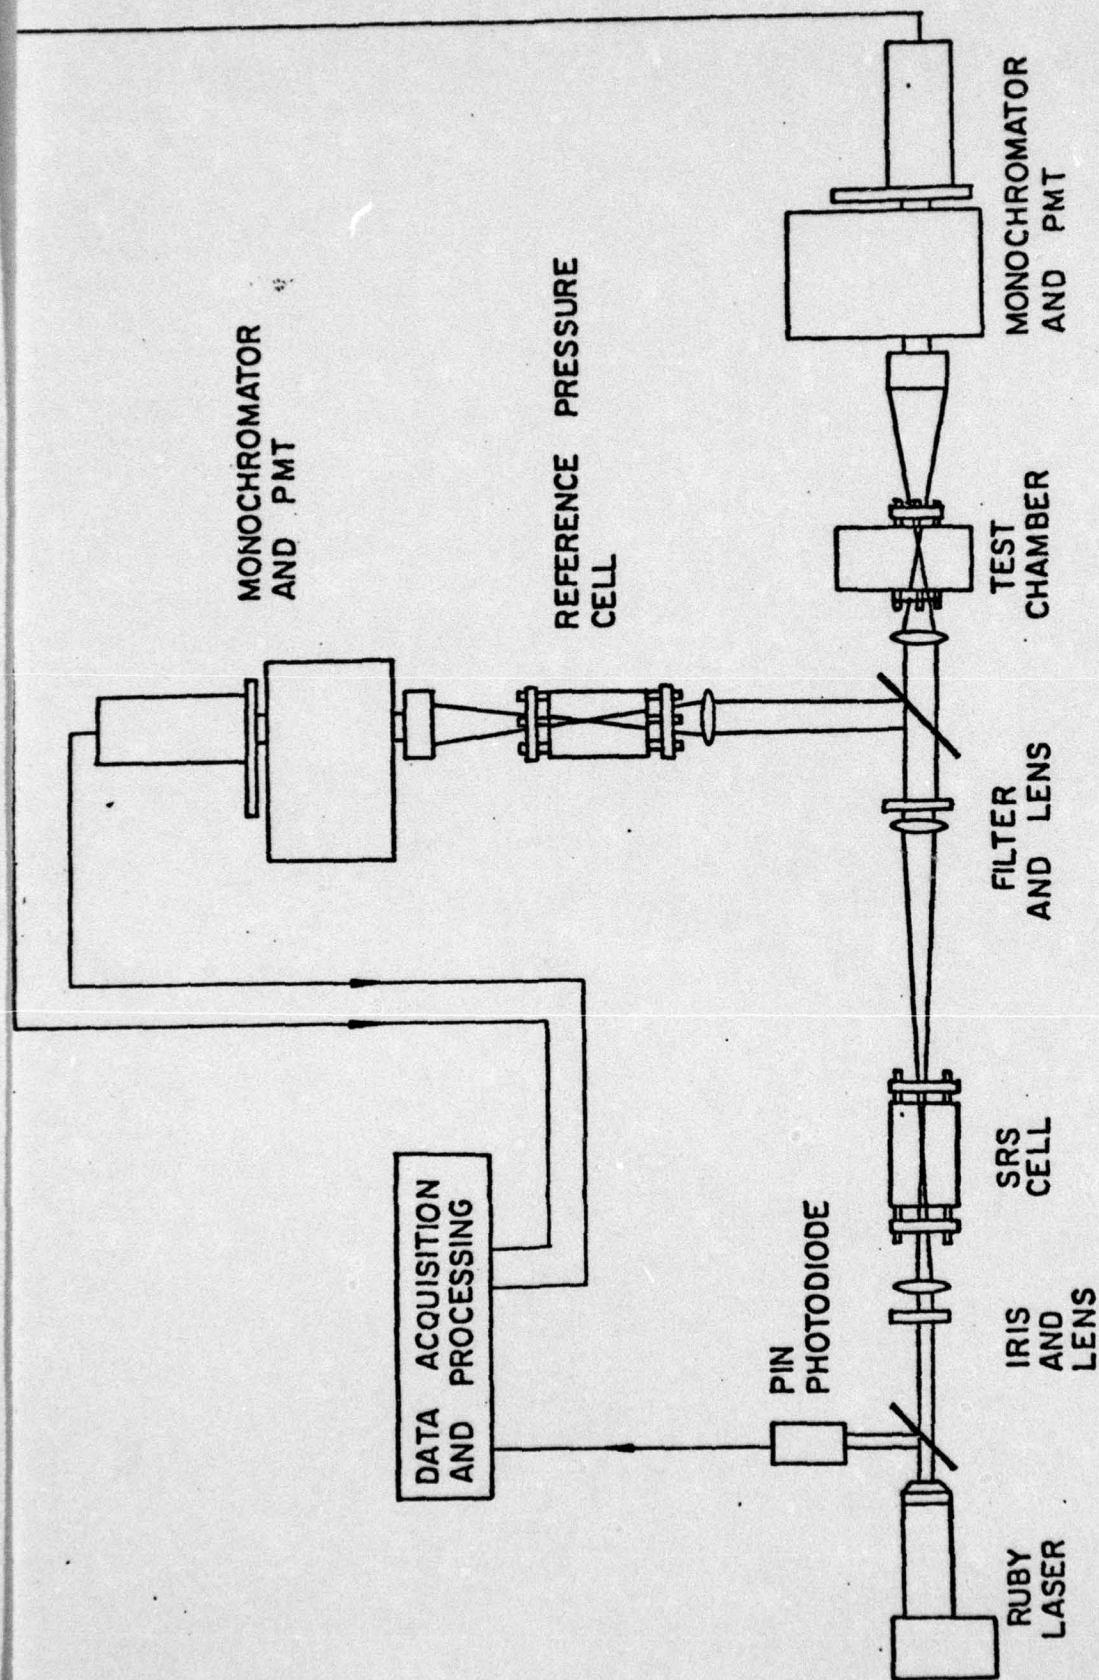 MONOCHROMATOR
AND PMT
REFERENCE PRESSURE
CELL
DATA ACQUISITION
AND PROCESSING
PIN
PHOTODIODE
RUBY
LASER
IRIS
AND
LENS
SRS
CELL
FILTER
AND LENS
TEST
CHAMBER
MONOCHROMATOR
AND PMT